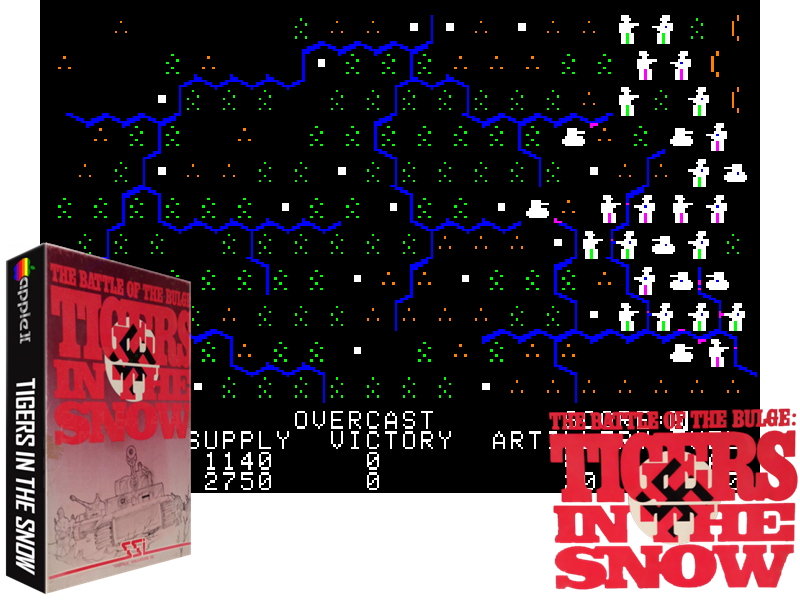 OVERCAST
SUPPLY VICTORY
1140 0
2750 0
apple II
TIGERS IN THE SNOW
THE BATTLE OF THE BULGE:
TIGERS
IN THE
SNOW
SSI
THE BATTLE OF THE BULGE:
TIGERS
IN THE
SNOW